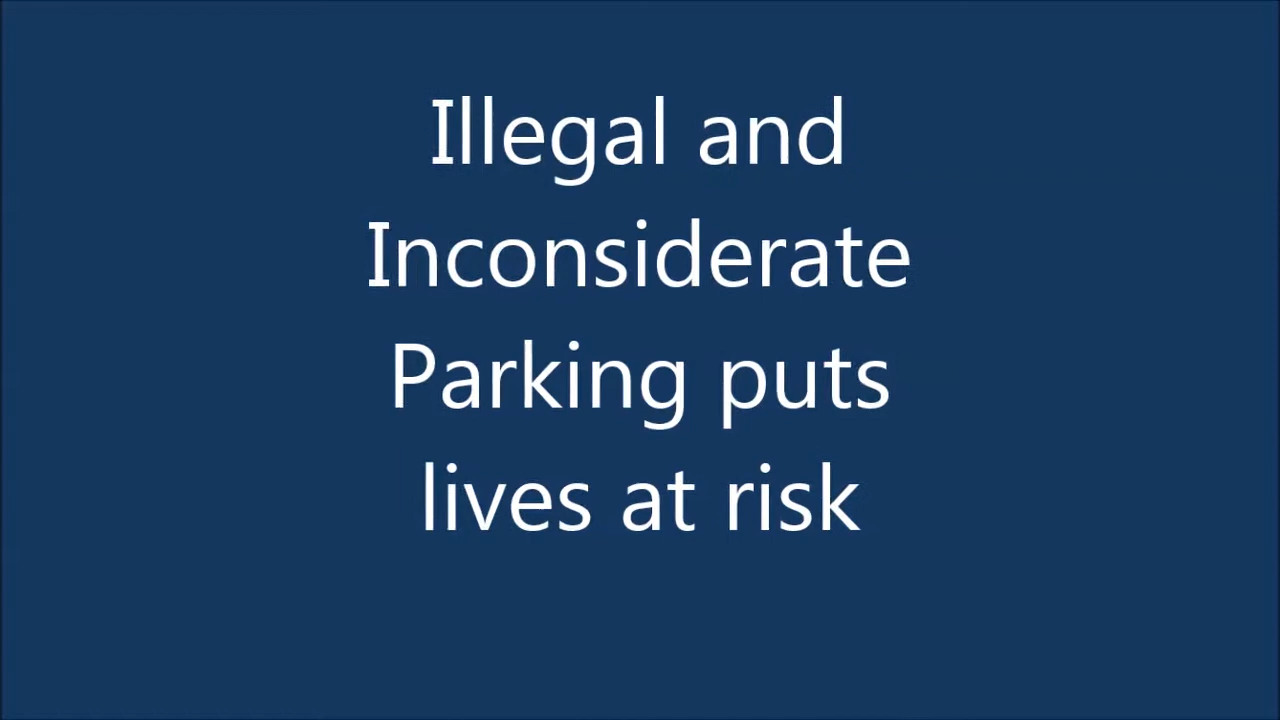 Illegal and
Inconsiderate
Parking puts
lives at risk